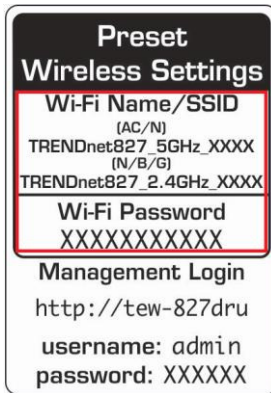 Preset
Wireless Settings
Wi-Fi Name/SSID
(AC/N)
TRENDnet827_5GHz_XXXX
(N/B/G)
TRENDnet827_2.4GHz_XXXX
Wi-Fi Password
XXXXXXXXXXX
Management Login
http://tew-827dru
username: admin
password: XXXXXX